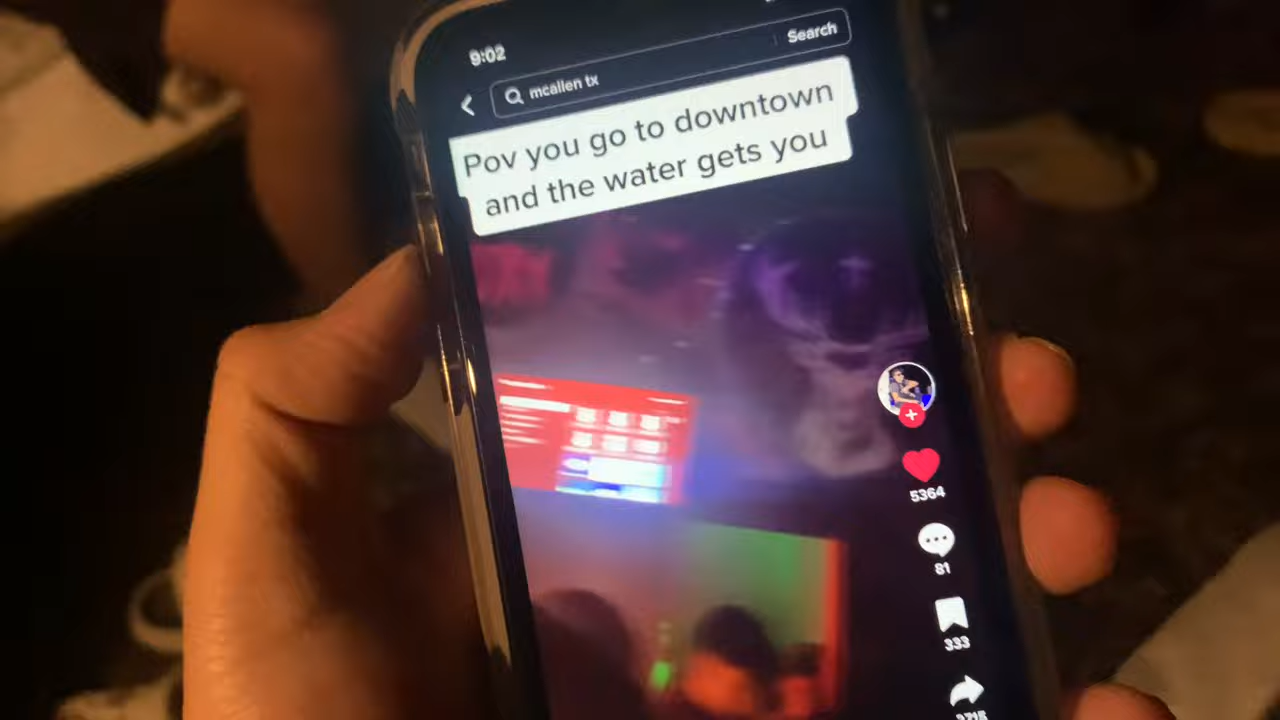 9:02
mcallen tx
Search
Pov you go to downtown
and the water gets you
5364
81
333